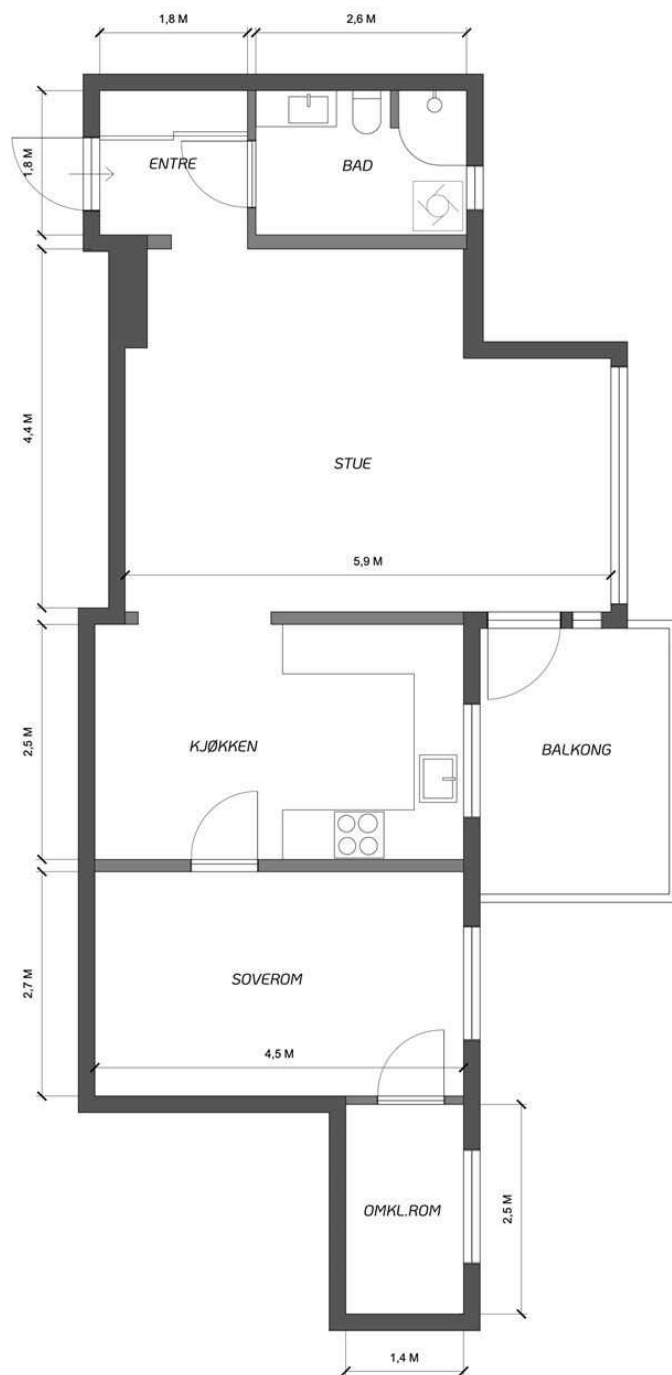 1,8 M
2,6 M
1,8 M
ENTRE
BAD
4,4 M
STUE
5,9 M
2,5 M
KJØKKEN
BALKONG
2,7 M
SOVEROM
4,5 M
OMKL.ROM
2,5 M
1,4 M